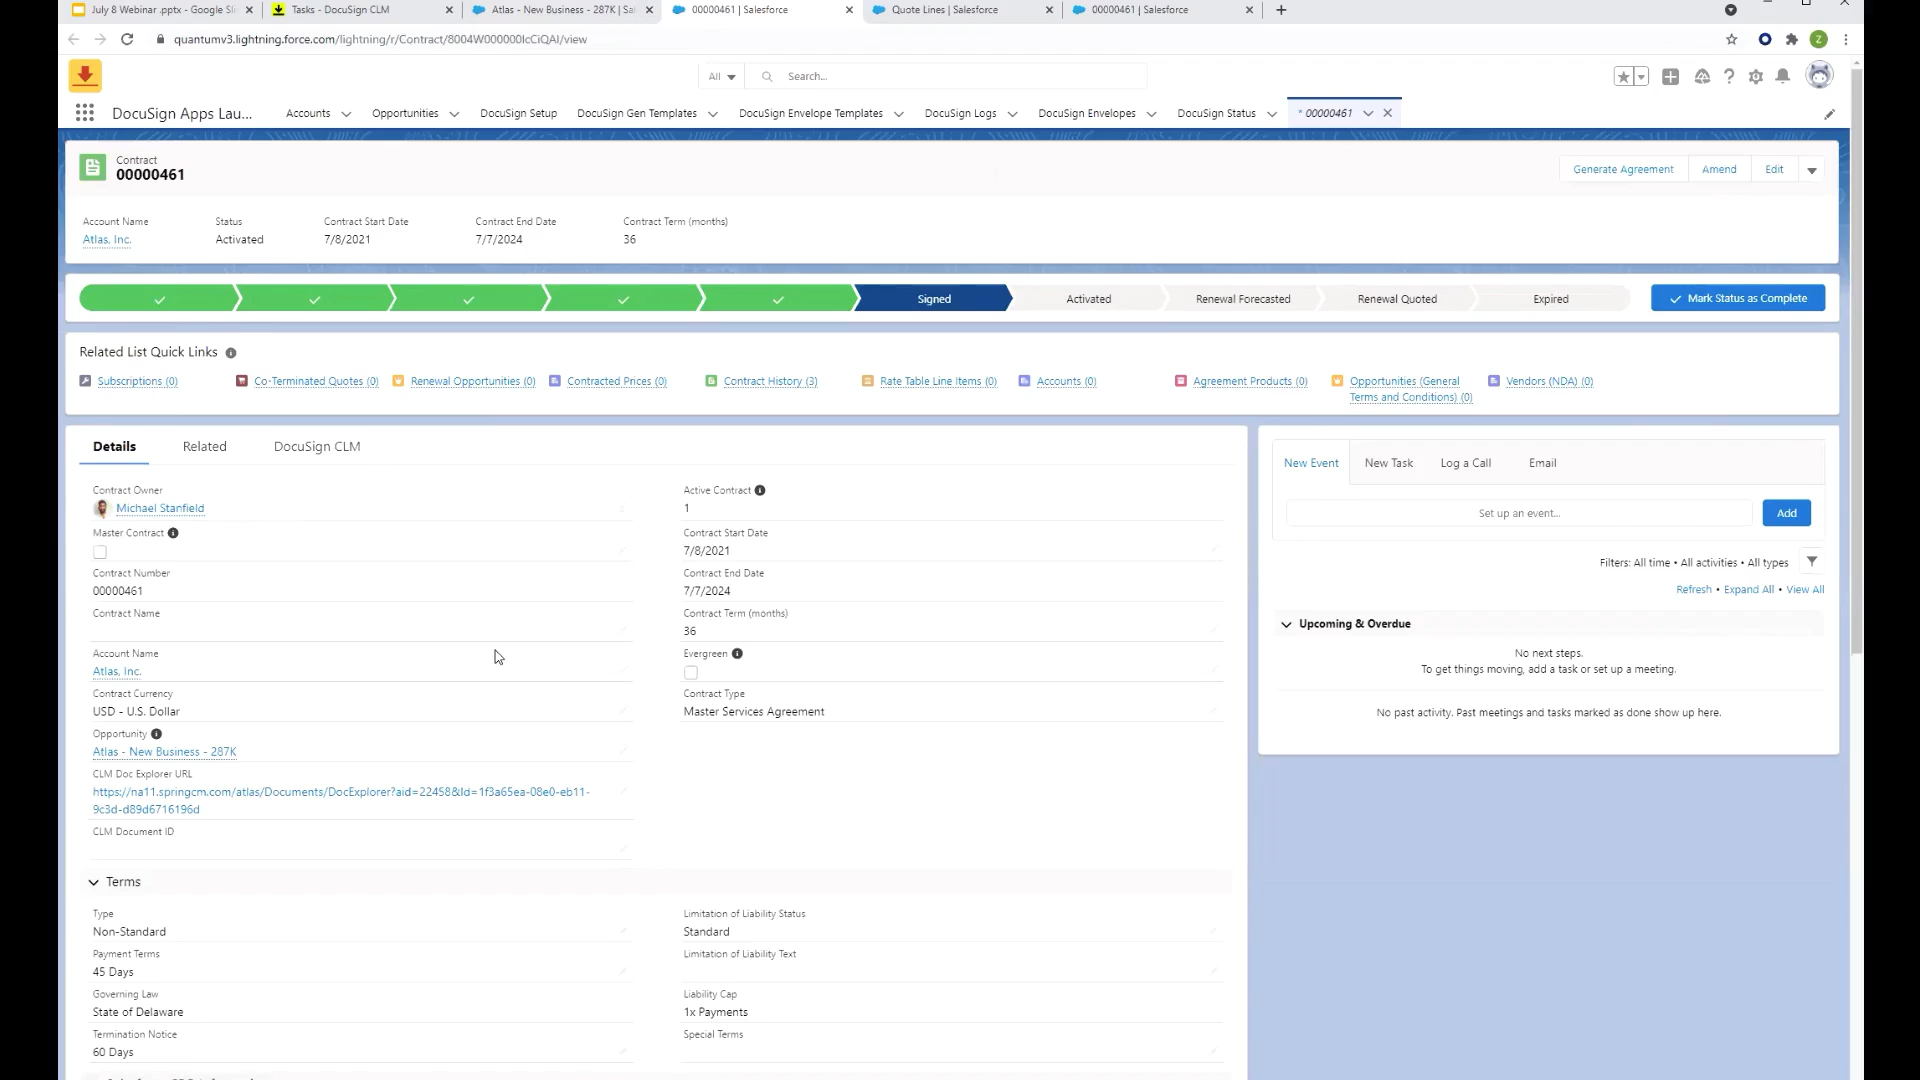 July 8 Webinar .pptx - Google Sli
Tasks - DocuSign CLM
Atlas - New Business - 287K | Sal
00000461 | Salesforce
Quote Lines | Salesforce
00000461 | Salesforce
quantumv3.lightning.force.com/lightning/r/Contract/8004W000000IcCiQAI/view
Z
All
Search...
DocuSign Apps Lau...
Accounts
Opportunities
DocuSign Setup
DocuSign Gen Templates
DocuSign Envelope Templates
DocuSign Logs
DocuSign Envelopes
DocuSign Status
* 00000461
Contract
00000461
Generate Agreement
Amend
Edit
Account Name
Status
Contract Start Date
Contract End Date
Contract Term (months)
Atlas, Inc.
Activated
7/8/2021
7/7/2024
36
Signed
Activated
Renewal Forecasted
Renewal Quoted
Expired
Mark Status as Complete
Related List Quick Links
Subscriptions (0)
Co-Terminated Quotes (0)
Renewal Opportunities (0)
Contracted Prices (0)
Contract History (3)
Rate Table Line Items (0)
Accounts (0)
Agreement Products (0)
Opportunities (General
Terms and Conditions) (0)
Vendors (NDA) (0)
Details
Related
DocuSign CLM
Contract Owner
Michael Stanfield
Master Contract
Contract Number
00000461
Contract Name
Account Name
Atlas, Inc.
Contract Currency
USD - U.S. Dollar
Opportunity
Atlas - New Business - 287K
CLM Doc Explorer URL
https://na11.springcm.com/atlas/Documents/DocExplorer?aid=22458&Id=1f3a65ea-08e0-eb11-
9c3d-d89d6716196d
CLM Document ID
Active Contract
1
Contract Start Date
7/8/2021
Contract End Date
7/7/2024
Contract Term (months)
36
Evergreen
Contract Type
Master Services Agreement
Terms
Type
Non-Standard
Payment Terms
45 Days
Governing Law
State of Delaware
Termination Notice
60 Days
Limitation of Liability Status
Standard
Limitation of Liability Text
Liability Cap
1x Payments
Special Terms
New Event
New Task
Log a Call
Email
Set up an event...
Add
Filters: All time • All activities • All types
Refresh • Expand All • View All
Upcoming & Overdue
No next steps.
To get things moving, add a task or set up a meeting.
No past activity. Past meetings and tasks marked as done show up here.